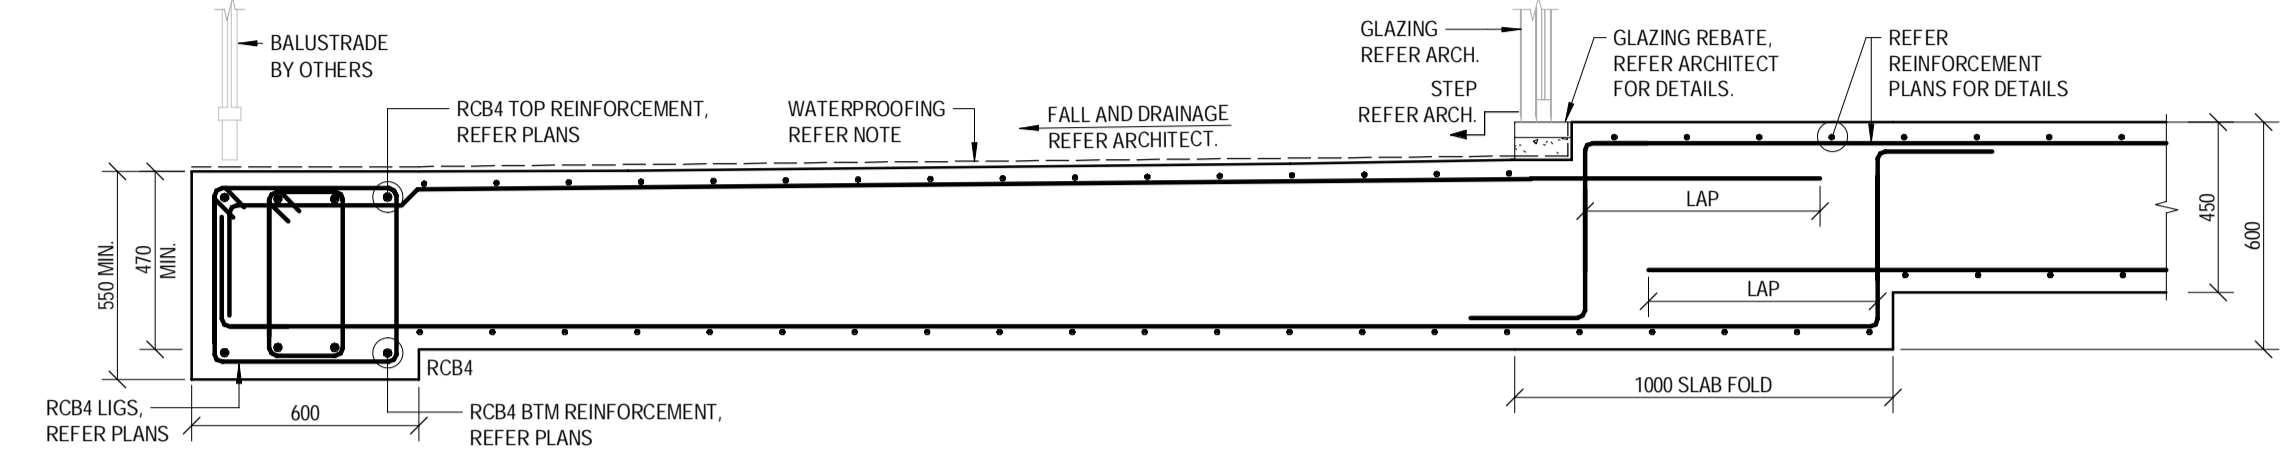 BALUSTRADE
BY OTHERS
RCB4 TOP REINFORCEMENT,
REFER PLANS
WATERPROOFING
REFER NOTE
FALL AND DRAINAGE
REFER ARCHITECT.
GLAZING
REFER ARCH.
STEP
REFER ARCH.
GLAZING REBATE,
REFER ARCHITECT
FOR DETAILS.
REFER
REINFORCEMENT
PLANS FOR DETAILS
LAP
LAP
450
600
550 MIN.
470
MIN.
RCB4
1000 SLAB FOLD
RCB4 LIGS,
REFER PLANS
600
RCB4 BTM REINFORCEMENT,
REFER PLANS